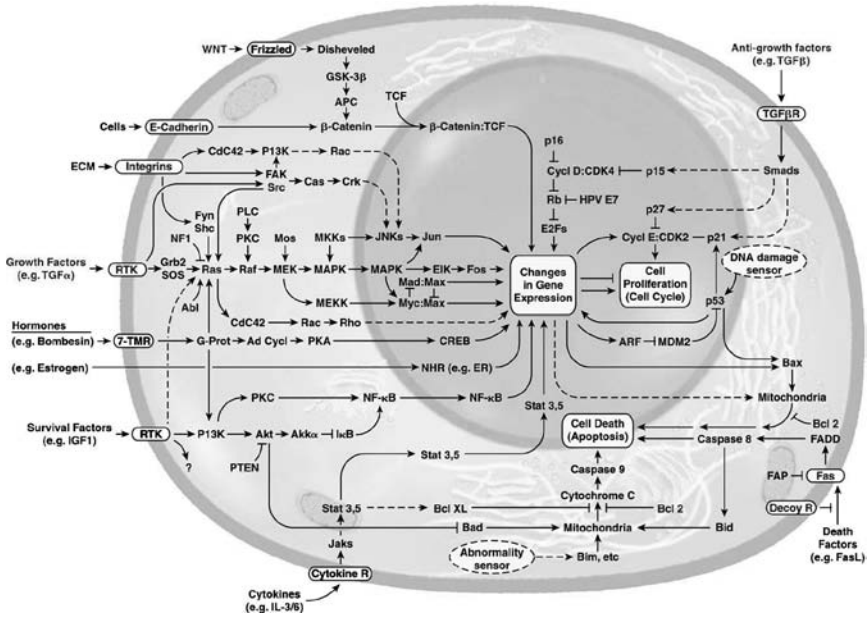 WNT Frizzled Disheveled
Anti-growth factors
(e.g. TGFβ)
GSK-3β
APC
TCF
TGFβR
Cells E-Cadherin β-Catenin β-Catenin:TCF
p16
CdC42 P13K Rac
ECM Integrins
FAK
Src Cas Crk
Cycl D:CDK4 p15 Smads
Rb HPV E7
p27
Fyn
Shc
PLC
E2Fs
NF1 PKC Mos MKKs JNKs Jun
Cycl E:CDK2 p21
Growth Factors
(e.g. TGFα)
RTK
Grb2
SOS
Ras Raf MEK MAPK MAPK ElK Fos
Changes
in Gene
Expression
Cell
Proliferation
(Cell Cycle)
DNA damage
sensor
Mad:Max
MEKK Myc:Max
Abl
p53
CdC42 Rac Rho
Hormones
(e.g. Bombesin) 7-TMR G-Prot Ad Cycl PKA CREB
ARF MDM2
(e.g. Estrogen) NHR (e.g. ER)
Bax
PKC NF-κB NF-κB
Mitochondria
Stat 3,5
Survival Factors
(e.g. IGF1)
RTK P13K Akt Akkα IκB
Cell Death
(Apoptosis)
Bcl 2
Caspase 8 FADD
?
PTEN
Stat 3,5
Caspase 9
FAP Fas
Cytochrome C
Stat 3,5 Bcl XL Bcl 2
Decoy R
Bad Mitochondria Bid
Death
Factors
(e.g. FasL)
Jaks
Abnormality
sensor
Bim, etc
Cytokine R
Cytokines
(e.g. IL-3/6)